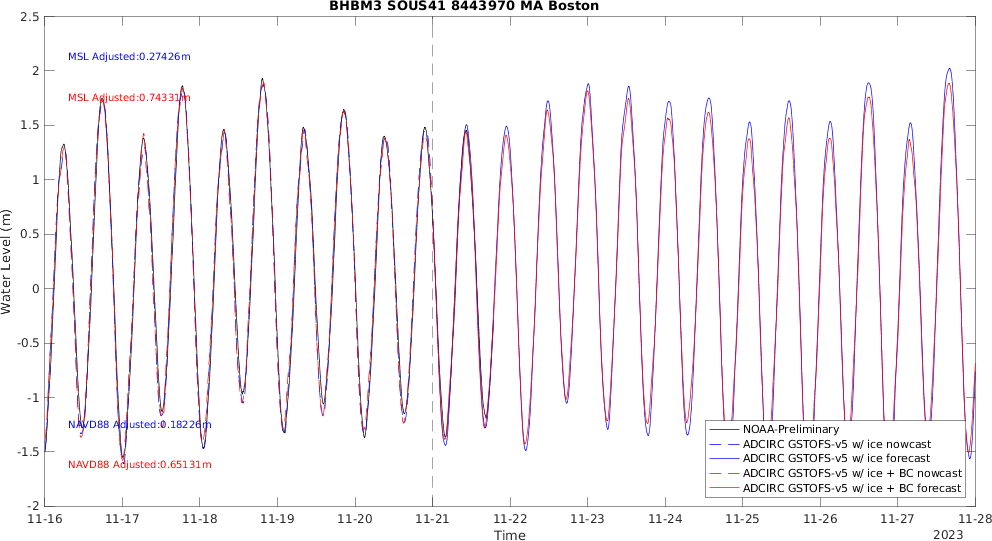 BHBM3 SOUS41 8443970 MA Boston
2.5
2
1.5
1
0.5
0
-0.5
-1
-1.5
-2
Water Level (m)
MSL Adjusted:0.27426m
MSL Adjusted:0.74331m
NAVD88 Adjusted:0.18226m
NAVD88 Adjusted:0.65131m
NOAA-Preliminary
ADCIRC GSTOFS-v5 w/ ice nowcast
ADCIRC GSTOFS-v5 w/ ice forecast
ADCIRC GSTOFS-v5 w/ ice + BC nowcast
ADCIRC GSTOFS-v5 w/ ice + BC forecast
11-16 11-17 11-18 11-19 11-20 11-21 11-22 11-23 11-24 11-25 11-26 11-27 11-28
Time
2023